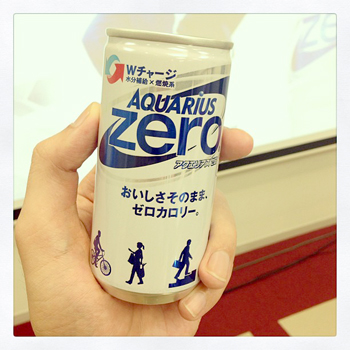 Wチャージ
水分補給×燃焼系
AQUARIUS
zero
アクエリアスゼロ
おいしさそのまま、
ゼロカロリー。